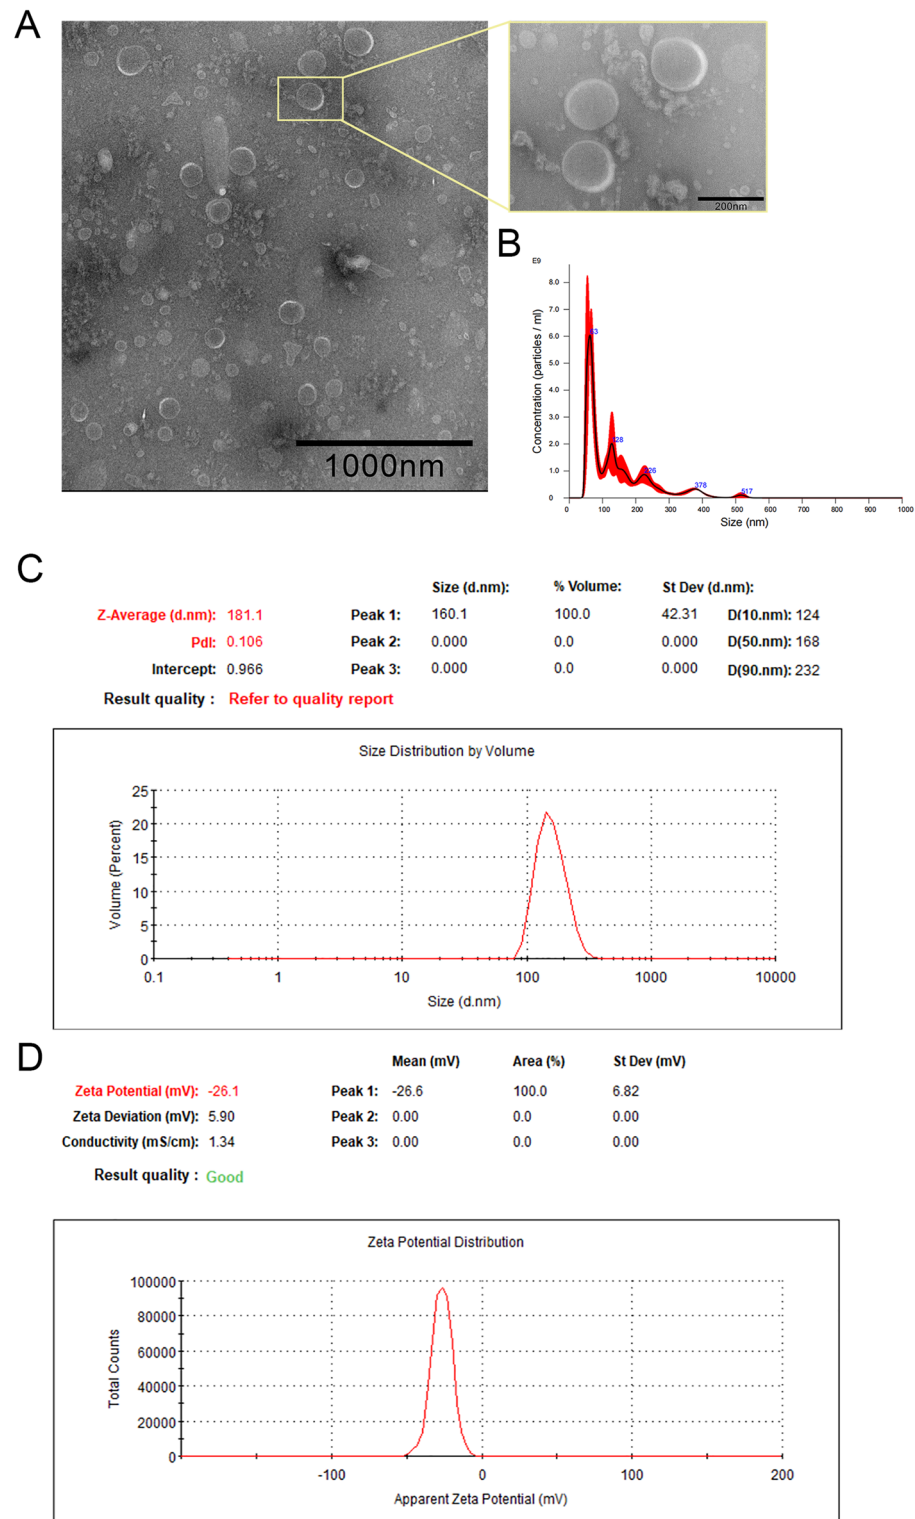 A
200nm
1000nm
B
E9
Concentration (particles / ml)
8.0
7.0
6.0
5.0
4.0
3.0
2.0
1.0
0
63
128
226
378
517
0 100 200 300 400 500 600 700 800 900 1000
Size (nm)
C
Size (d.nm): % Volume: St Dev (d.nm):
Z-Average (d.nm): 181.1 Peak 1: 160.1 100.0 42.31 D(10.nm): 124
PdI: 0.106 Peak 2: 0.000 0.0 0.000 D(50.nm): 168
Intercept: 0.966 Peak 3: 0.000 0.0 0.000 D(90.nm): 232
Result quality : Refer to quality report
Size Distribution by Volume
Volume (Percent)
25
20
15
10
5
0
0.1 1 10 100 1000 10000
Size (d.nm)
D
Mean (mV) Area (%) St Dev (mV)
Zeta Potential (mV): -26.1 Peak 1: -26.6 100.0 6.82
Zeta Deviation (mV): 5.90 Peak 2: 0.00 0.0 0.00
Conductivity (mS/cm): 1.34 Peak 3: 0.00 0.0 0.00
Result quality : Good
Zeta Potential Distribution
Total Counts
100000
80000
60000
40000
20000
0
-100 0 100 200
Apparent Zeta Potential (mV)